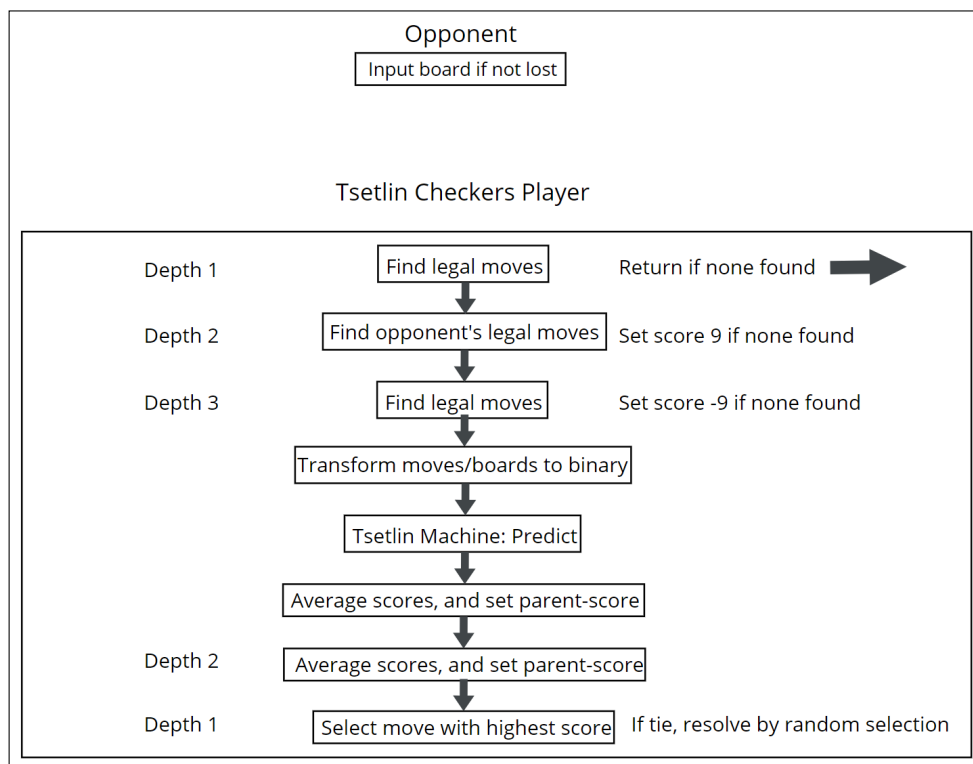 Opponent
Input board if not lost
Tsetlin Checkers Player
Depth 1
Find legal moves
Return if none found
Depth 2
Find opponent's legal moves
Set score 9 if none found
Depth 3
Find legal moves
Set score -9 if none found
Transform moves/boards to binary
Tsetlin Machine: Predict
Average scores, and set parent-score
Depth 2
Average scores, and set parent-score
Depth 1
Select move with highest score
If tie, resolve by random selection